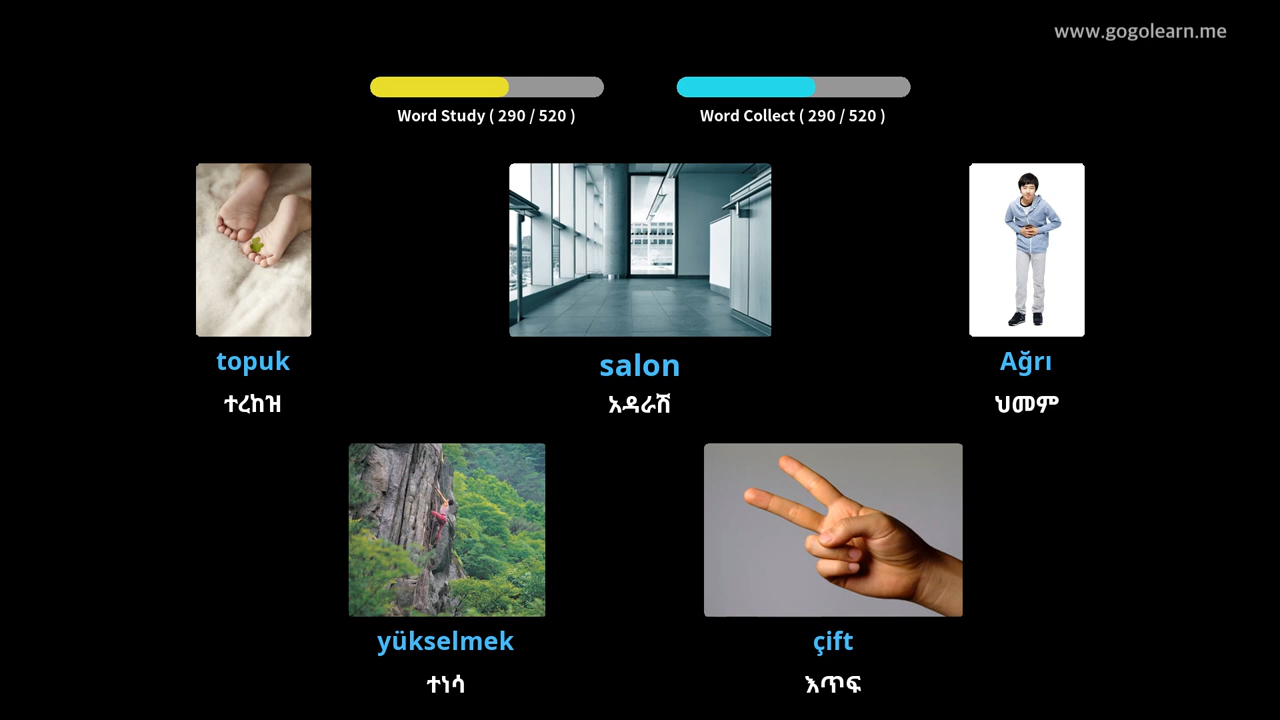 www.gogolearn.me
Word Study ( 290 / 520 )
Word Collect ( 290 / 520 )
topuk
salon
Ağrı
ተረከዝ
አዳራሽ
ህመም
yükselmek
çift
ተነሳ
እጥፍ